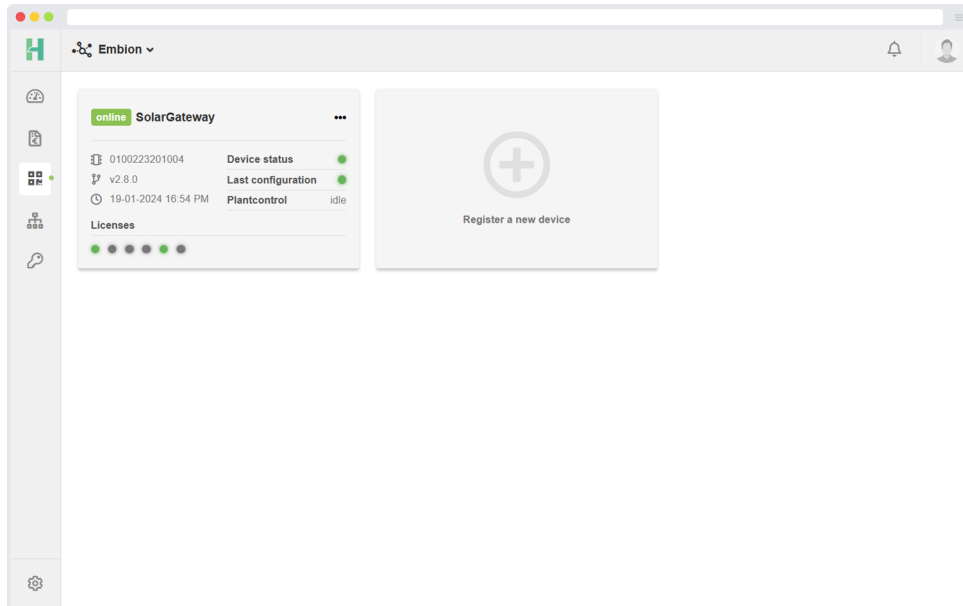 Embion
online SolarGateway
0100223201004
Device status
v2.8.0
Last configuration
19-01-2024 16:54 PM
Plantcontrol idle
Licenses
Register a new device